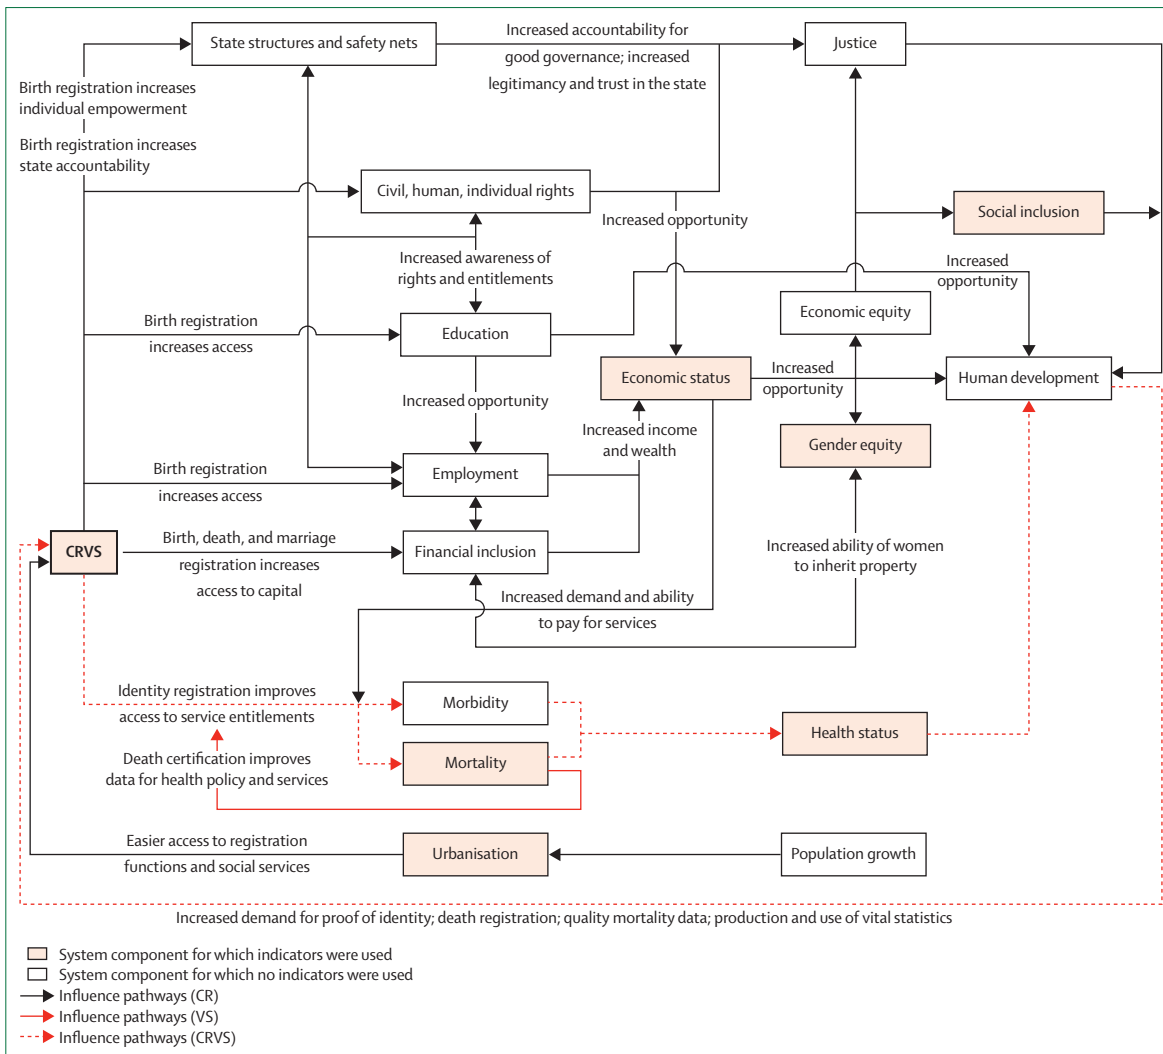 State structures and safety nets
Increased accountability for
good governance; increased
legitimancy and trust in the state
Justice
Birth registration increases
individual empowerment
Birth registration increases
state accountability
Civil, human, individual rights
Increased opportunity
Social inclusion
Increased awareness of
rights and entitlements
Increased
opportunity
Birth registration
increases access
Education
Economic equity
Economic status
Increased
opportunity
Human development
Increased opportunity
Increased income
and wealth
Gender equity
Birth registration
increases access
Employment
CRVS
Birth, death, and marriage
registration increases
access to capital
Financial inclusion
Increased ability of women
to inherit property
Increased demand and ability
to pay for services
Identity registration improves
access to service entitlements
Morbidity
Health status
Death certification improves
data for health policy and services
Mortality
Easier access to registration
functions and social services
Urbanisation
Population growth
Increased demand for proof of identity; death registration; quality mortality data; production and use of vital statistics
System component for which indicators were used
System component for which no indicators were used
Influence pathways (CR)
Influence pathways (VS)
Influence pathways (CRVS)